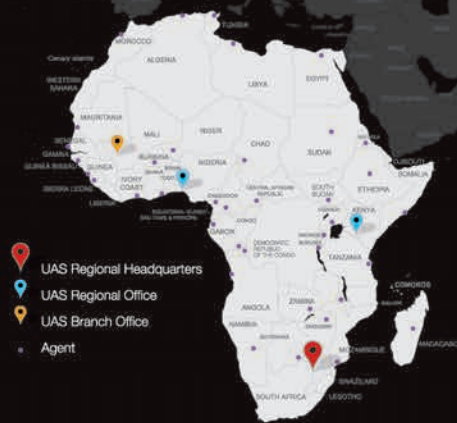 TUNISIA
MOROCCO
Canary Islands
ALGERIA
LIBYA
EGYPT
WESTERN
SAHARA
MAURITANIA
MALI
NIGER
CHAD
SUDAN
ERITREA
SENEGAL
GAMBIA
GUINEA BISSAU
GUINEA
SIERRA LEONE
LIBERIA
IVORY
COAST
BURKINA
GHANA
TOGO
NIGERIA
DJIBOUTI
SOMALIA
ETHIOPIA
CENTRAL AFRICAN
REPUBLIC
SOUTH
SUDAN
CAMEROON
EQUATORIAL GUINEA
SAO TOME & PRINCIPE
GABON
CONGO
DEMOCRATIC
REPUBLIC
OF THE CONGO
UGANDA
KENYA
RWANDA
BURUNDI
TANZANIA
COMOROS
ANGOLA
ZAMBIA
MALAWI
NAMIBIA
ZIMBABWE
BOTSWANA
MOZAMBIQUE
MADAGASCAR
SWAZILAND
SOUTH AFRICA
LESOTHO
UAS Regional Headquarters
UAS Regional Office
UAS Branch Office
Agent